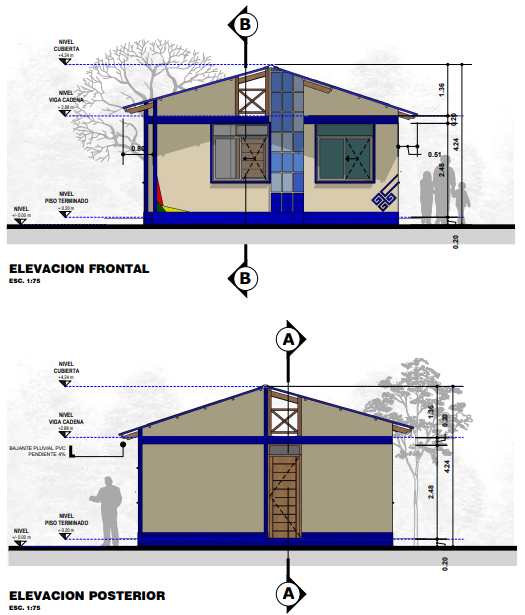 B
NIVEL
CUBIERTA
+4.24 m
NIVEL
VIGA CADENA
+ 2.88 m
1.36
0.20
4.24
2.48
0.80
0.51
NIVEL
PISO TERMINADO
+ 0.20 m
NIVEL
+/- 0.00 m
0.20
ELEVACION FRONTAL
ESC. 1:75
B
A
NIVEL
CUBIERTA
+4.24 m
NIVEL
VIGA CADENA
+2.88 m
1.36
0.20
4.24
2.48
BAJANTE PLUVIAL PVC
PENDIENTE 4%
NIVEL
PISO TERMINADO
+ 0.20 m
NIVEL
+/- 0.00 m
0.20
ELEVACION POSTERIOR
ESC. 1:75
A